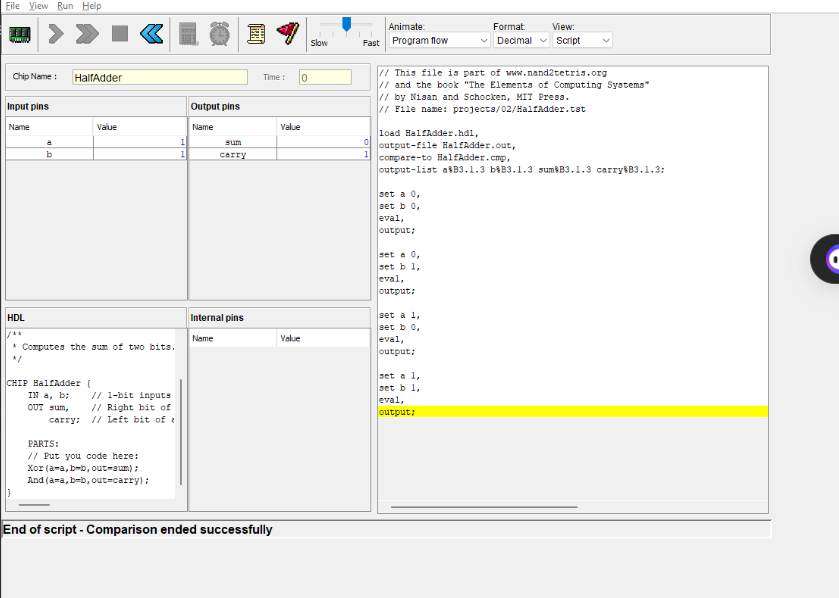 File View Run Help
Slow Fast
Animate: Format: View:
Program flow Decimal Script
Chip Name : HalfAdder Time : 0
Input pins
Name Value
a 1
b 1
Output pins
Name Value
sum 0
carry 1
HDL
/**
* Computes the sum of two bits.
*/
CHIP HalfAdder {
IN a, b; // 1-bit inputs
OUT sum, // Right bit of
carry; // Left bit of
PARTS:
// Put you code here:
Xor(a=a,b=b,out=sum);
And(a=a,b=b,out=carry);
}
Internal pins
Name Value
// This file is part of www.nand2tetris.org
// and the book "The Elements of Computing Systems"
// by Nisan and Schocken, MIT Press.
// File name: projects/02/HalfAdder.tst
load HalfAdder.hdl,
output-file HalfAdder.out,
compare-to HalfAdder.cmp,
output-list a%B3.1.3 b%B3.1.3 sum%B3.1.3 carry%B3.1.3;
set a 0,
set b 0,
eval,
output;
set a 0,
set b 1,
eval,
output;
set a 1,
set b 0,
eval,
output;
set a 1,
set b 1,
eval,
output;
End of script - Comparison ended successfully